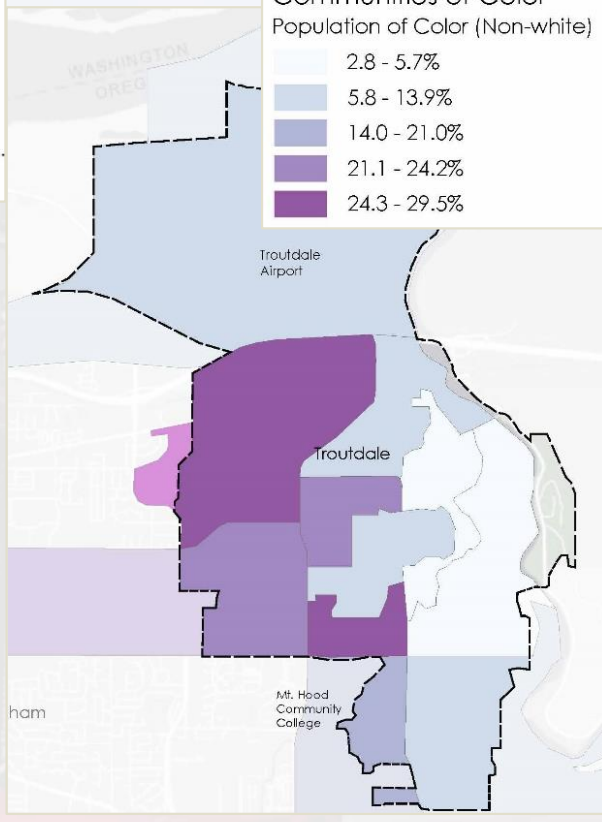 Communities of Color
Population of Color (Non-white)
2.8 - 5.7%
5.8 - 13.9%
14.0 - 21.0%
21.1 - 24.2%
24.3 - 29.5%
WASHINGTON
OREG
Troutdale
Airport
Troutdale
Mt. Hood
Community
College
ham